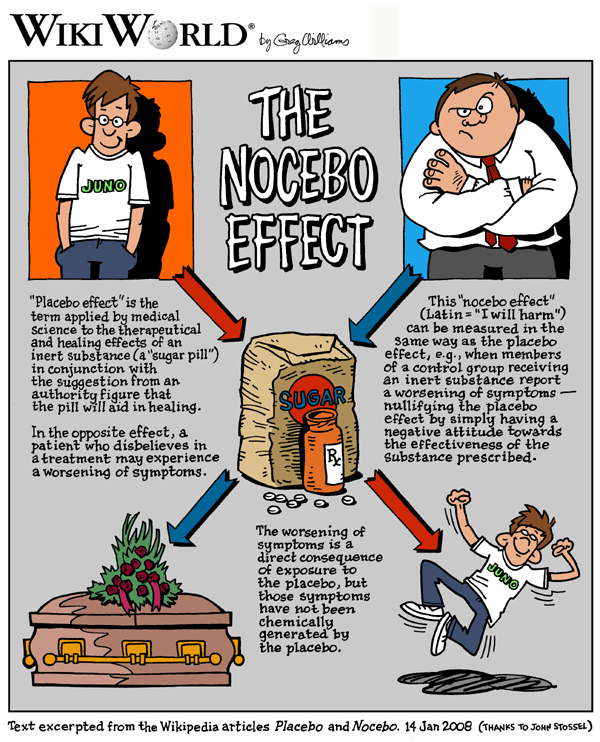 WIKIWORLD®
by Greg Williams
THE
NOCEBO
EFFECT
JUNO
"Placebo effect" is the
term applied by medical
science to the therapeutical
and healing effects of an
inert substance (a "sugar pill")
in conjunction with
the suggestion from an
authority figure that
the pill will aid in healing.
In the opposite effect, a
patient who disbelieves in
a treatment may experience
a worsening of symptoms.
This "nocebo effect"
(Latin = "I will harm")
can be measured in the
same way as the placebo
effect, e.g., when members
of a control group receiving
an inert substance report
a worsening of symptoms —
nullifying the placebo
effect by simply having a
negative attitude towards
the effectiveness of the
substance prescribed.
SUGAR
Rx
The worsening of
symptoms is a
direct consequence
of exposure to
the placebo, but
those symptoms
have not been
chemically
generated by
the placebo.
JUNO
Text excerpted from the Wikipedia articles Placebo and Nocebo. 14 Jan 2008 (THANKS TO JOHN STOSSEL)